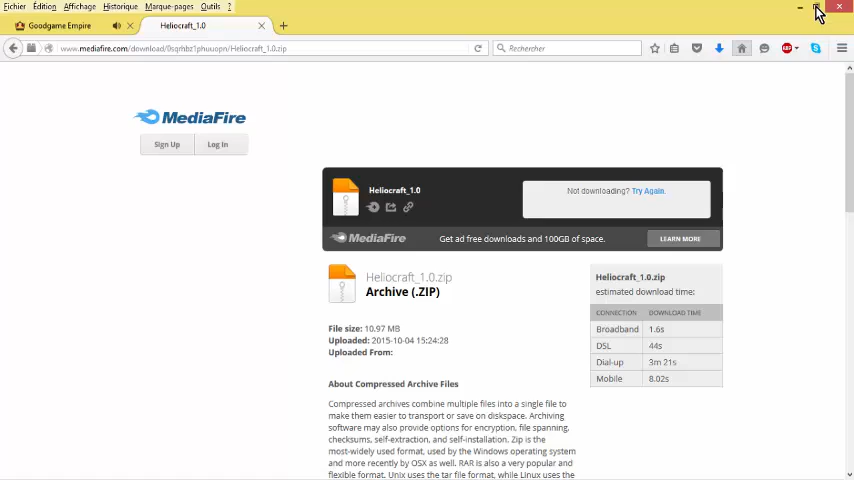 Fichier Édition Affichage Historique Marque-pages Outils ?
Goodgame Empire
Heliocraft_1.0
www.mediafire.com/download/0sqrhbz1phuuopn/Heliocraft_1.0.zip
Rechercher
ABP
MediaFire
Sign Up Log In
Heliocraft_1.0
Not downloading? Try Again.
MediaFire Get ad free downloads and 100GB of space. LEARN MORE
Heliocraft_1.0.zip
Archive (.ZIP)
File size: 10.97 MB
Uploaded: 2015-10-04 15:24:28
Uploaded From:
Heliocraft_1.0.zip
estimated download time:
CONNECTION DOWNLOAD TIME
Broadband 1.6s
DSL 44s
Dial-up 3m 21s
Mobile 8.02s
About Compressed Archive Files
Compressed archives combine multiple files into a single file to
make them easier to transport or save on diskspace. Archiving
software may also provide options for encryption, file spanning,
checksums, self-extraction, and self-installation. Zip is the
most-widely used format, used by the Windows operating system
and more recently by OSX as well. RAR is also a very popular and
flexible format. Unix uses the tar file format, while Linux uses the